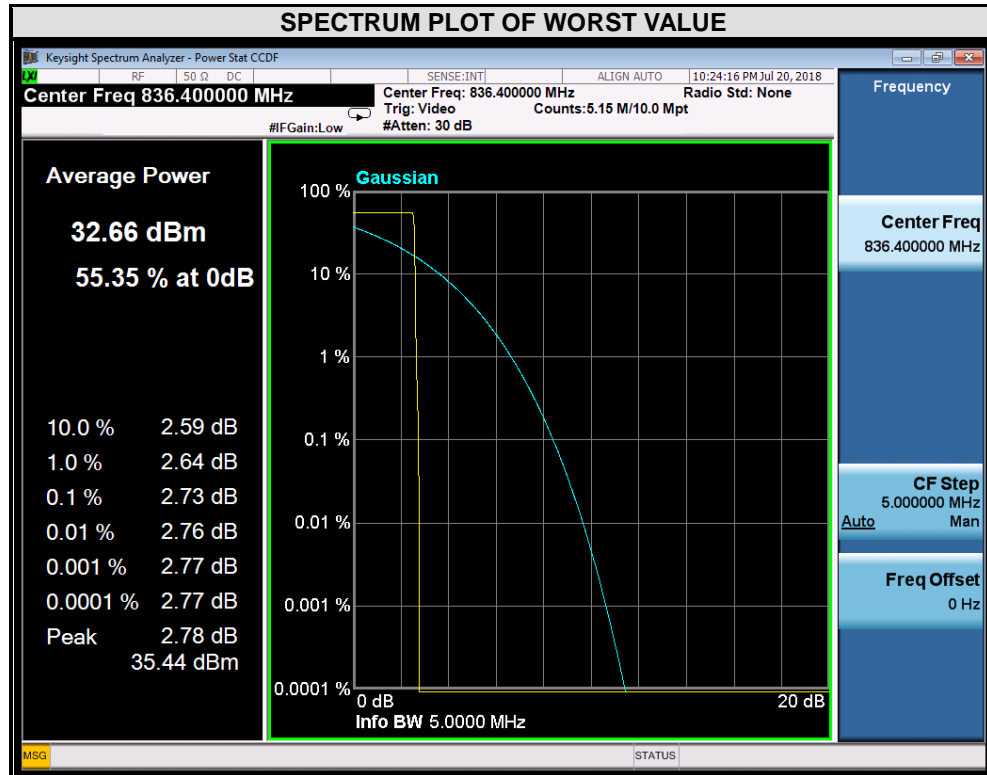 SPECTRUM PLOT OF WORST VALUE
Keysight Spectrum Analyzer - Power Stat CCDF
LXI RF 50 Ω DC SENSE:INT ALIGN AUTO 10:24:16 PM Jul 20, 2018
Center Freq 836.400000 MHz
Center Freq: 836.400000 MHz Radio Std: None
Trig: Video Counts:5.15 M/10.0 Mpt
#IFGain:Low #Atten: 30 dB
Frequency
Average Power
32.66 dBm
55.35 % at 0dB
10.0 % 2.59 dB
1.0 % 2.64 dB
0.1 % 2.73 dB
0.01 % 2.76 dB
0.001 % 2.77 dB
0.0001 % 2.77 dB
Peak 2.78 dB
35.44 dBm
Gaussian
100 %
10 %
1 %
0.1 %
0.01 %
0.001 %
0.0001 %
0 dB 20 dB
Info BW 5.0000 MHz
Center Freq
836.400000 MHz
CF Step
5.000000 MHz
Auto Man
Freq Offset
0 Hz
MSG STATUS